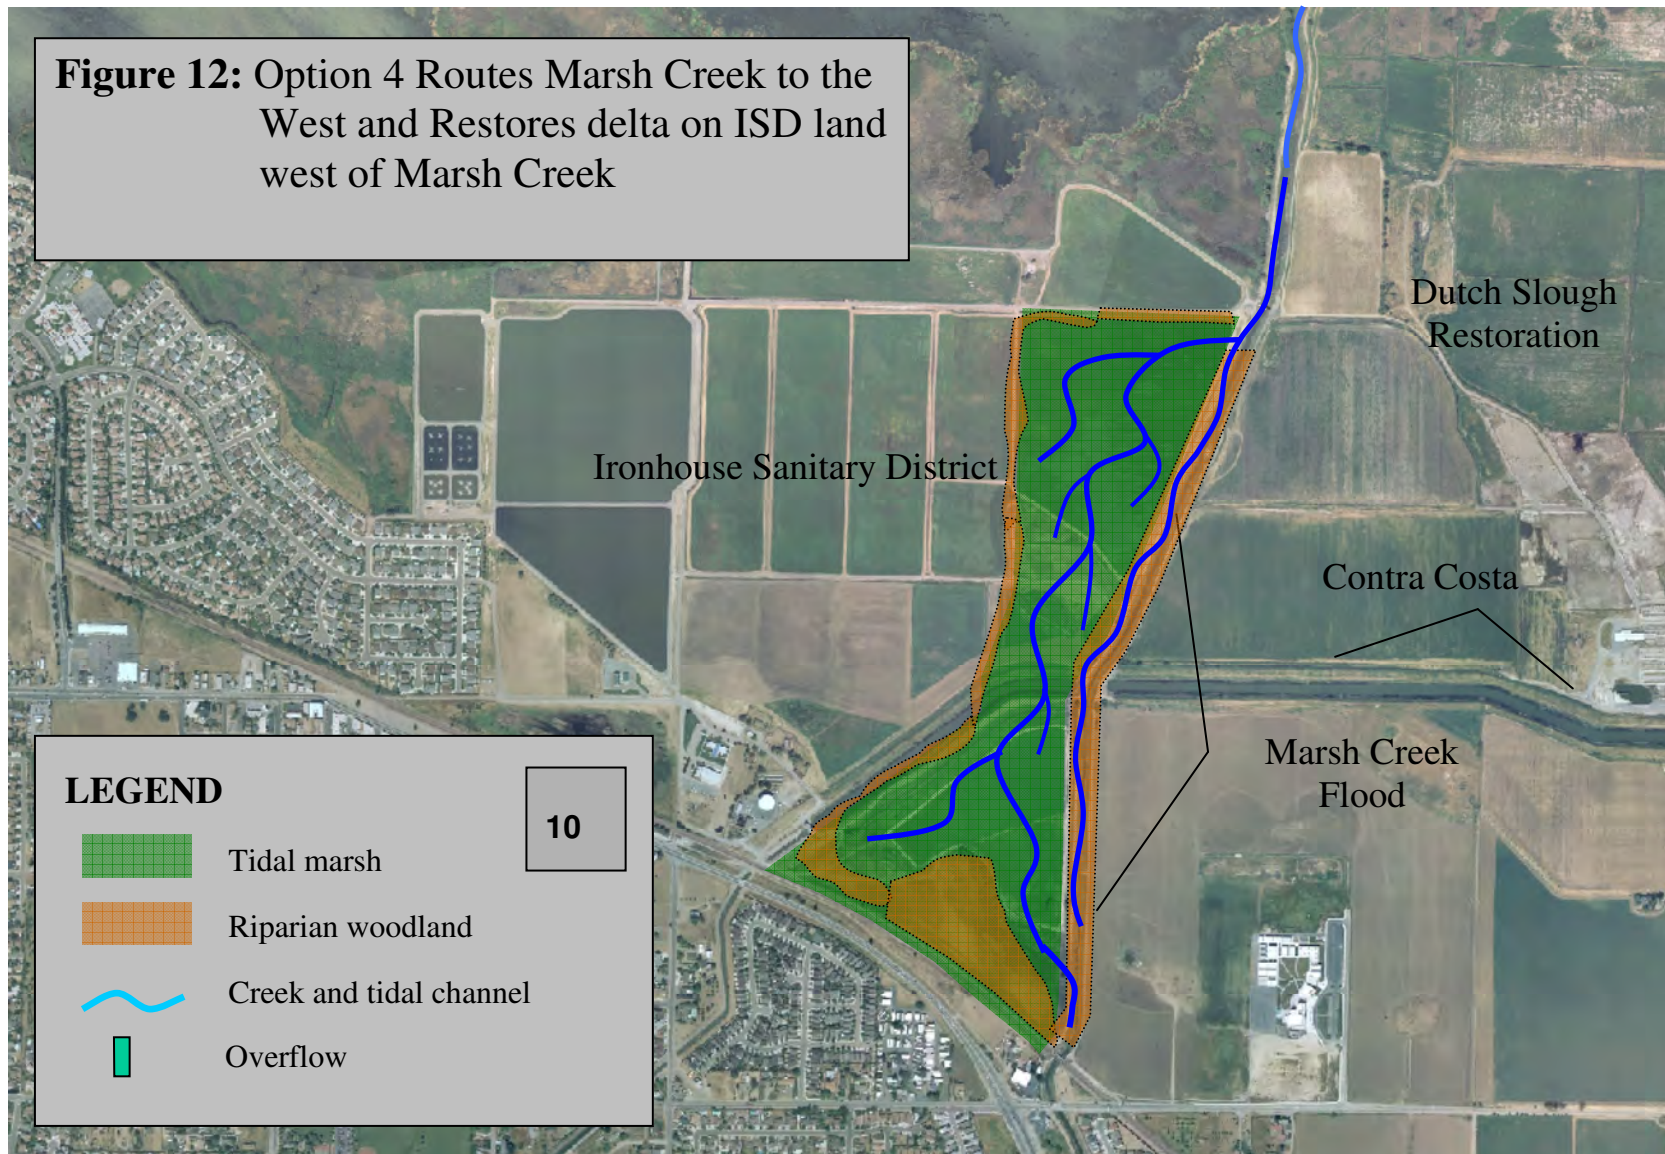 Figure 12: Option 4 Routes Marsh Creek to the
West and Restores delta on ISD land
west of Marsh Creek
Dutch Slough
Restoration
Ironhouse Sanitary District
Contra Costa
Marsh Creek
Flood
LEGEND
10
Tidal marsh
Riparian woodland
Creek and tidal channel
Overflow